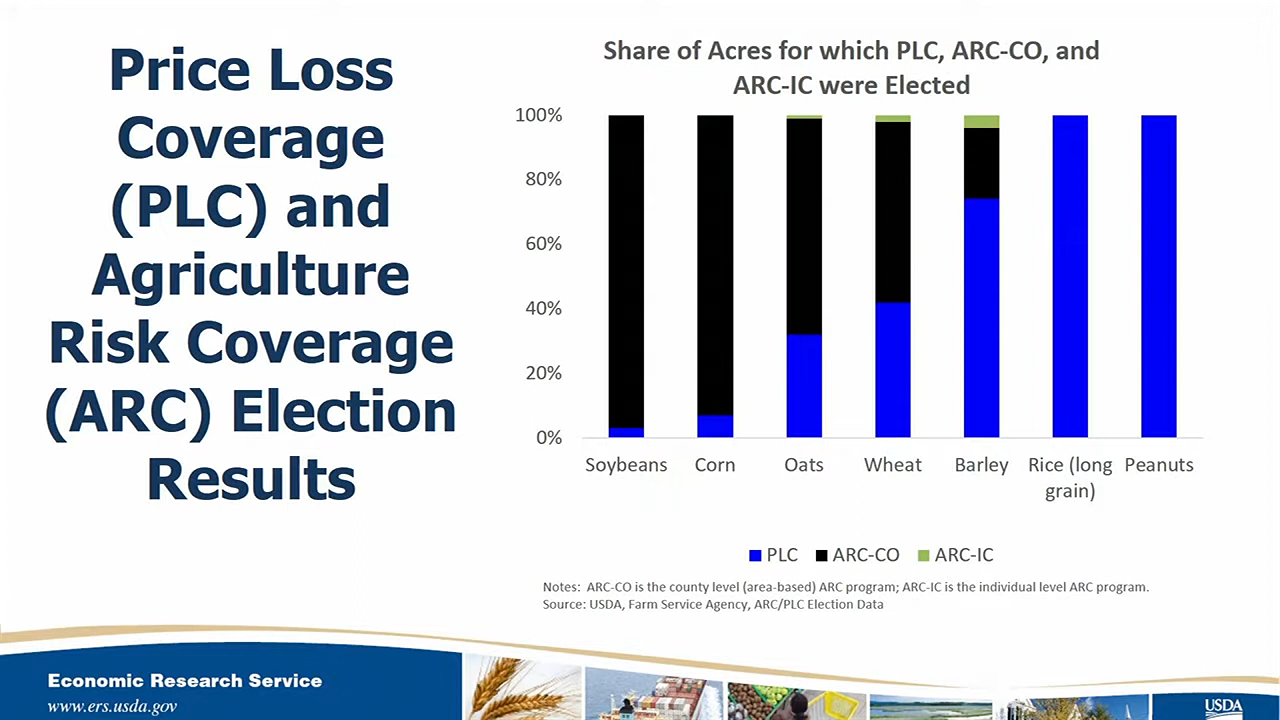 Price Loss
Coverage
(PLC) and
Agriculture
Risk Coverage
(ARC) Election
Results
Share of Acres for which PLC, ARC-CO, and
ARC-IC were Elected
100%
80%
60%
40%
20%
0%
Soybeans Corn Oats Wheat Barley Rice (long Peanuts
grain)
PLC ARC-CO ARC-IC
Notes: ARC-CO is the county level (area-based) ARC program; ARC-IC is the individual level ARC program.
Source: USDA, Farm Service Agency, ARC/PLC Election Data
Economic Research Service
www.ers.usda.gov
USDA